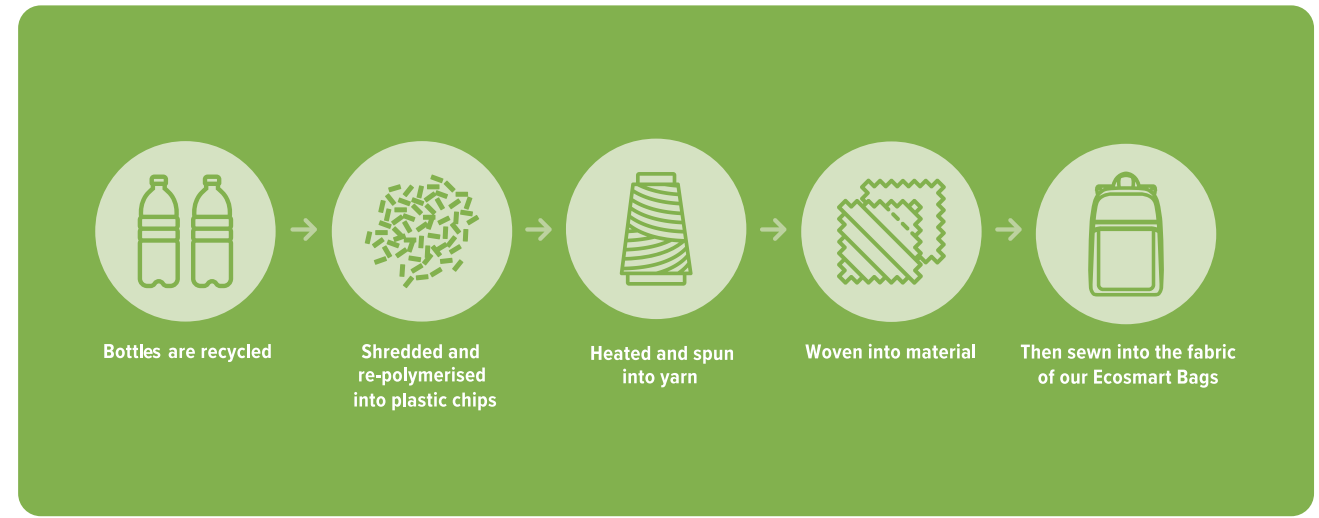 Bottles are recycled
Shredded and
re-polymerised
into plastic chips
Heated and spun
into yarn
Woven into material
Then sewn into the fabric
of our Ecosmart Bags